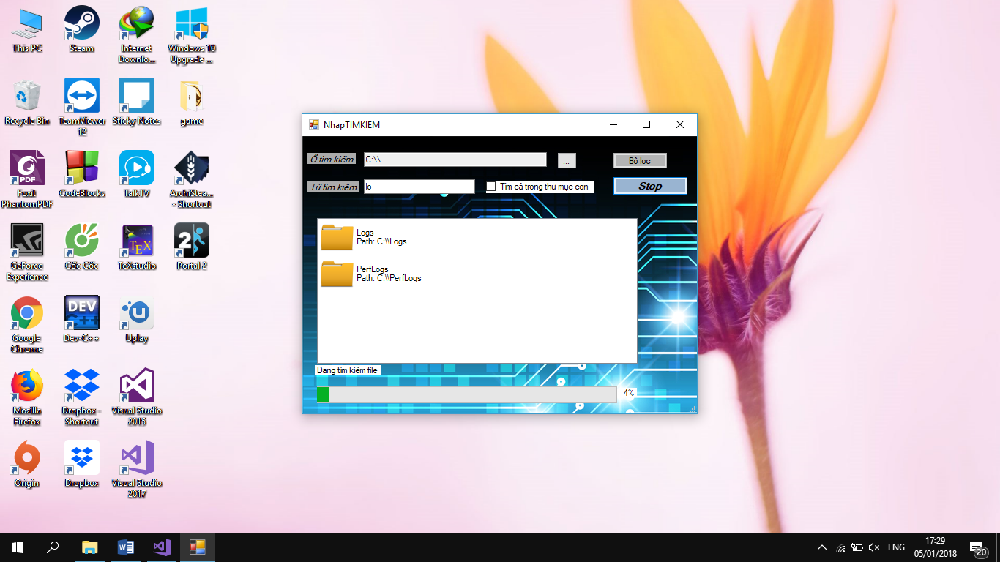 This PC
Steam
Internet
Downlo...
Windows 10
Upgrade ...
Recycle Bin
TeamViewer
12
Sticky Notes
game
Foxit
PhantomPDF
CodeBlocks
TalkTV
ArchiStea...
- Shortcut
GeForce
Experience
Cốc Cốc
TeXstudio
Portal 2
Google
Chrome
Dev-C++
Uplay
Mozilla
Firefox
Dropbox -
Shortcut
Visual Studio
2015
Origin
Dropbox
Visual Studio
2017
PDF
TEX
2
DEV
C++
NhapTIMKIEM
Ổ tìm kiếm
C:\\
...
Bộ lọc
Từ tìm kiếm
lo
Tìm cả trong thư mục con
Stop
Logs
Path: C:\\Logs
PerfLogs
Path: C:\\PerfLogs
Đang tìm kiếm file
4%
ENG
17:29
05/01/2018
20